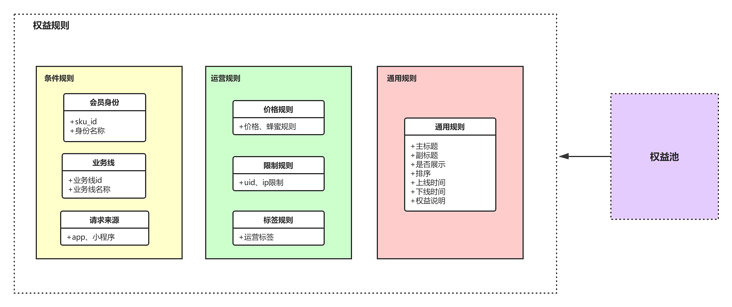 权益规则
条件规则
会员身份
+sku_id
+身份名称
业务线
+业务线id
+业务线名称
请求来源
+app、小程序
运营规则
价格规则
+价格、蜂蜜规则
限制规则
+uid、ip限制
标签规则
+运营标签
通用规则
通用规则
+主标题
+副标题
+是否展示
+排序
+上线时间
+下线时间
+权益说明
权益池